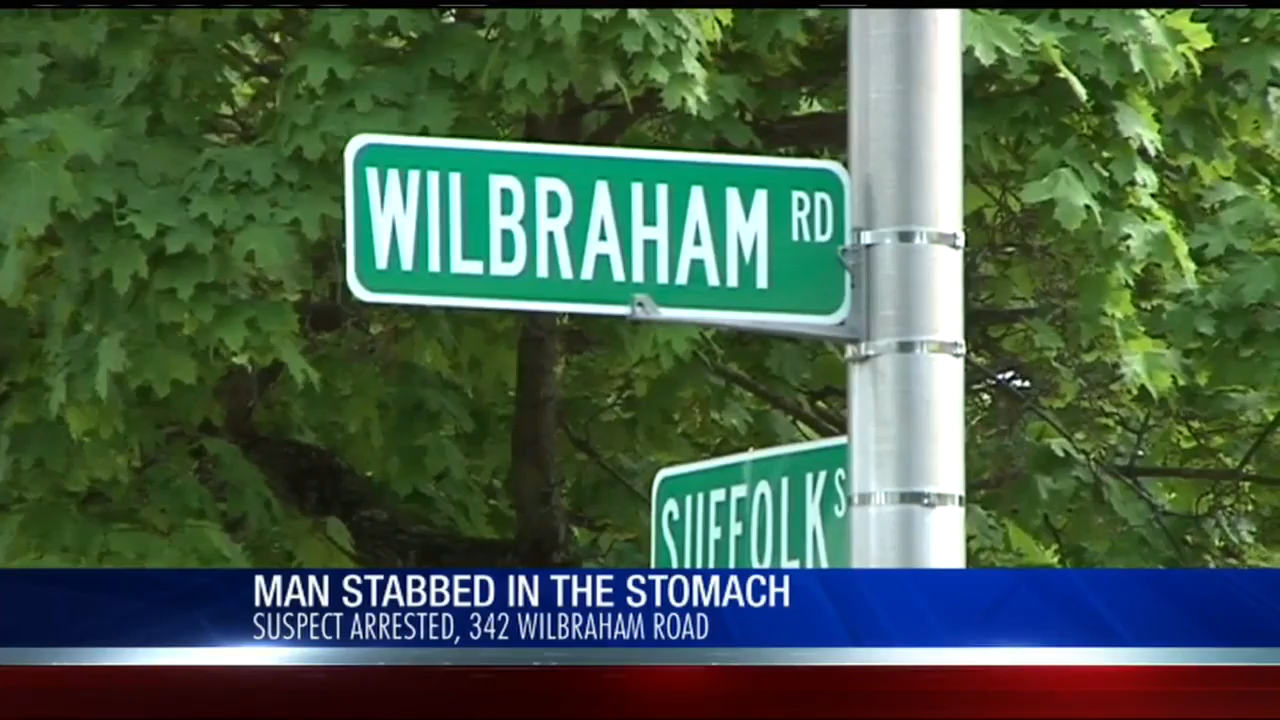 WILBRAHAM RD
SUFFOLK S
MAN STABBED IN THE STOMACH
SUSPECT ARRESTED, 342 WILBRAHAM ROAD